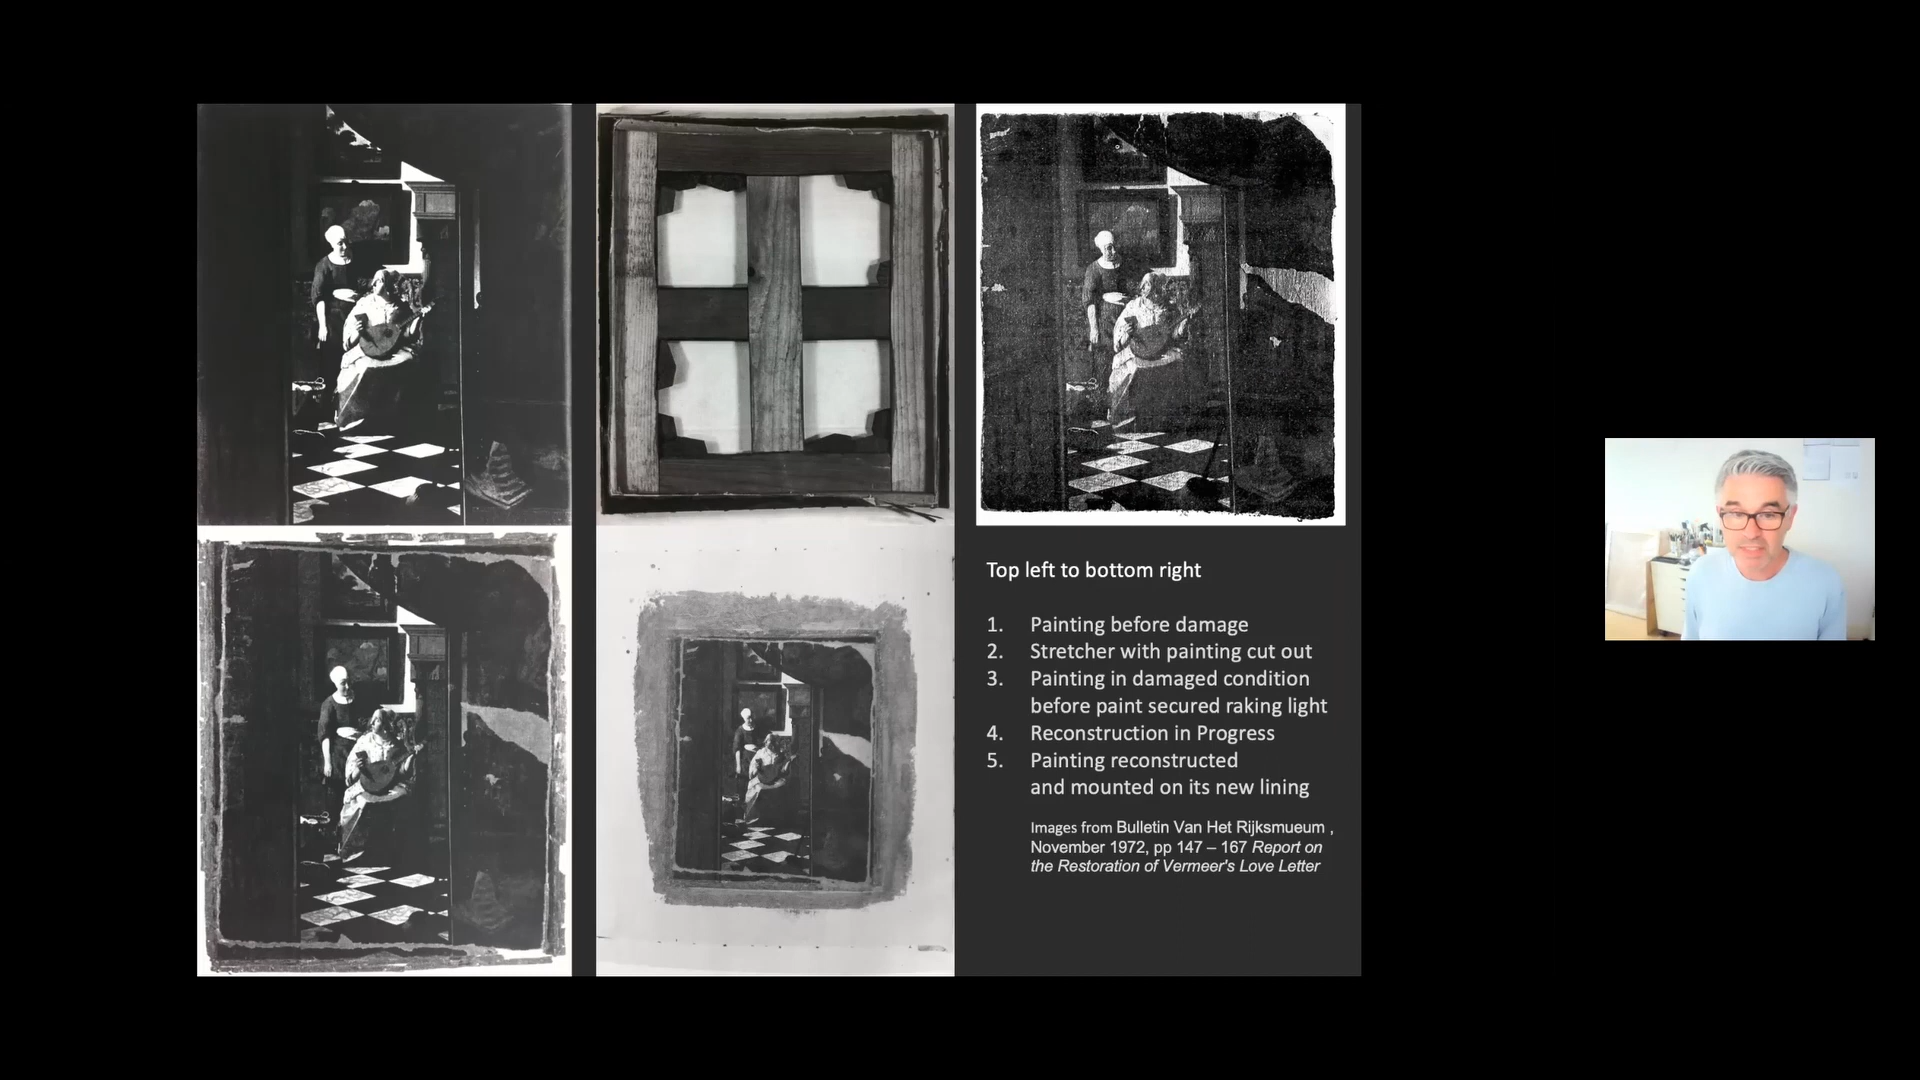 Top left to bottom right
1. Painting before damage
2. Stretcher with painting cut out
3. Painting in damaged condition
before paint secured raking light
4. Reconstruction in Progress
5. Painting reconstructed
and mounted on its new lining
Images from Bulletin Van Het Rijksmueum ,
November 1972, pp 147 – 167 Report on
the Restoration of Vermeer's Love Letter